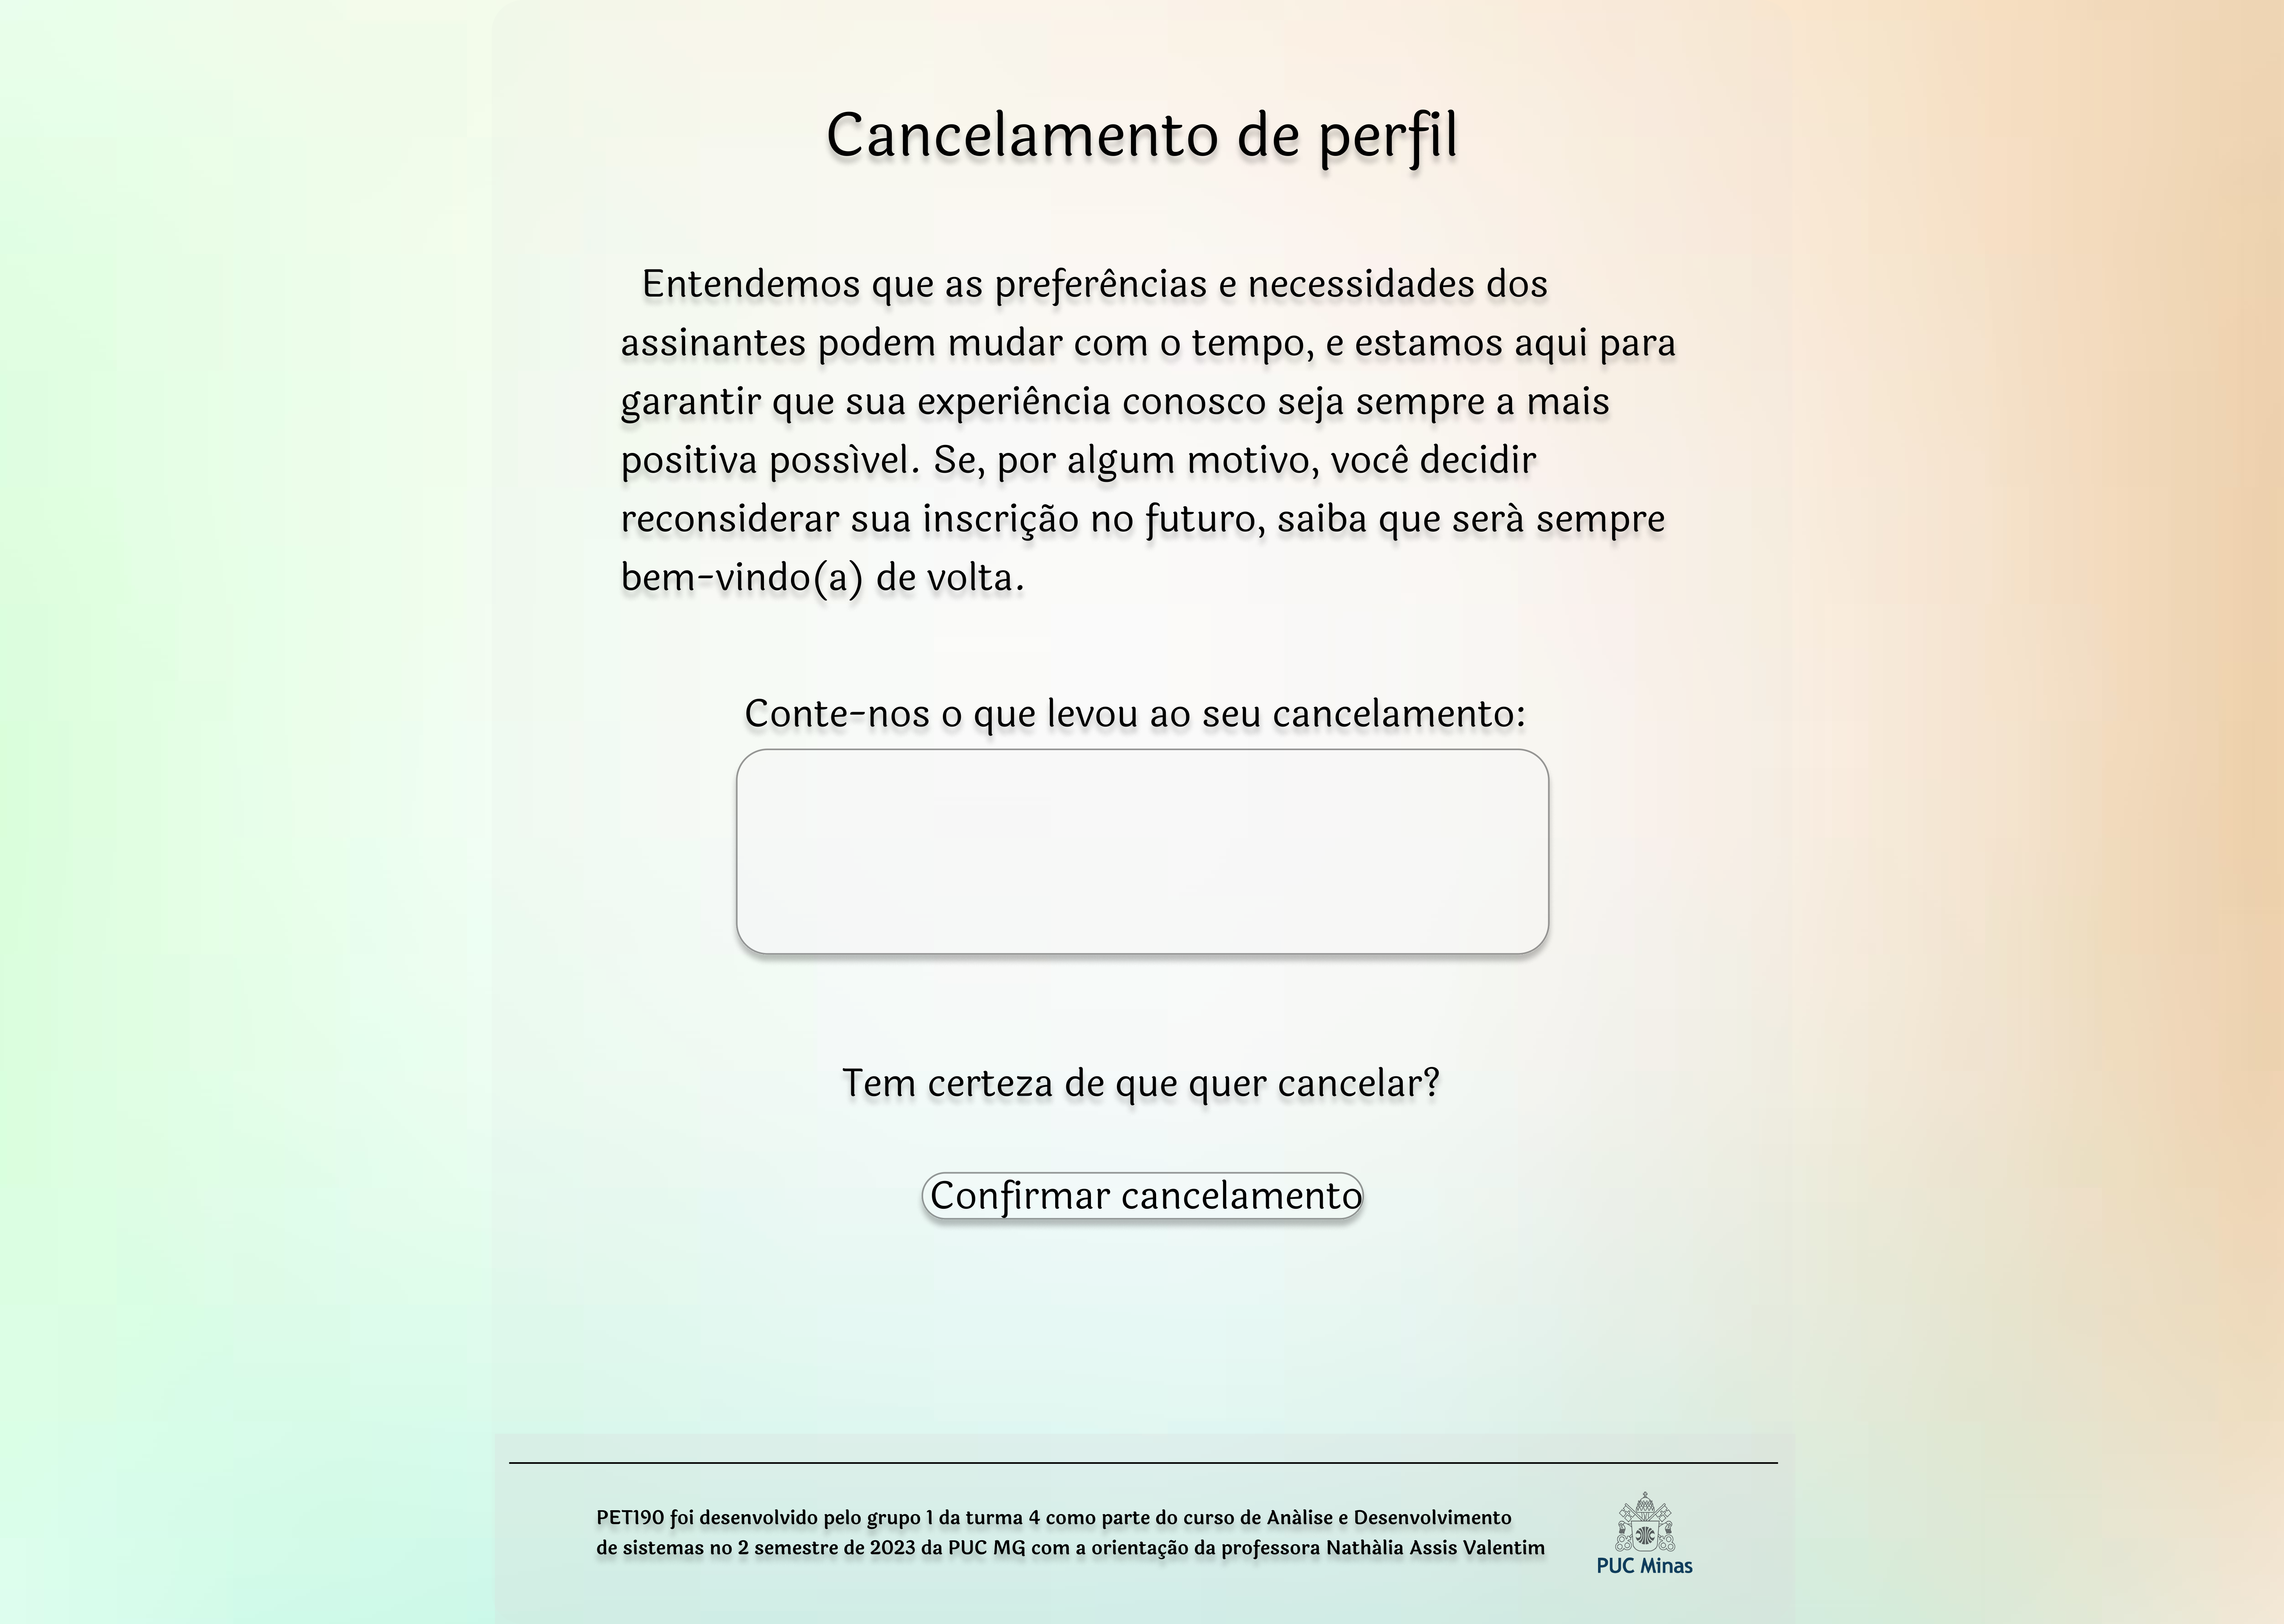 Cancelamento de perfil
Entendemos que as preferências e necessidades dos
assinantes podem mudar com o tempo, e estamos aqui para
garantir que sua experiência conosco seja sempre a mais
positiva possìvel. Se, por algum motivo, você decidir
reconsiderar sua inscrição no futuro, saiba que serà sempre
bem-vindo(a) de volta.
Conte-nos o que levou ao seu cancelamento:
Tem certeza de que quer cancelar?
Confirmar cancelamento
PET190 foi desenvolvido pelo grupo 1 da turma 4 como parte do curso de Anàlise e Desenvolvimento
de sistemas no 2 semestre de 2023 da PUC MG com a orientação da professora Nathàlia Assis Valentim
PUC Minas